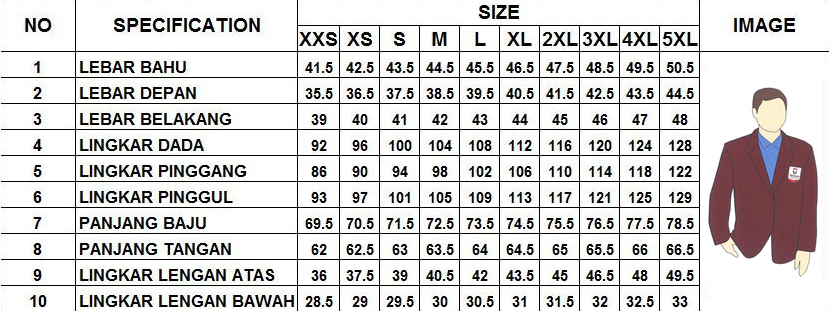 NO SPECIFICATION SIZE IMAGE
XXS XS S M L XL 2XL 3XL 4XL 5XL
1 LEBAR BAHU 41.5 42.5 43.5 44.5 45.5 46.5 47.5 48.5 49.5 50.5
2 LEBAR DEPAN 35.5 36.5 37.5 38.5 39.5 40.5 41.5 42.5 43.5 44.5
3 LEBAR BELAKANG 39 40 41 42 43 44 45 46 47 48
4 LINGKAR DADA 92 96 100 104 108 112 116 120 124 128
5 LINGKAR PINGGANG 86 90 94 98 102 106 110 114 118 122
6 LINGKAR PINGGUL 93 97 101 105 109 113 117 121 125 129
7 PANJANG BAJU 69.5 70.5 71.5 72.5 73.5 74.5 75.5 76.5 77.5 78.5
8 PANJANG TANGAN 62 62.5 63 63.5 64 64.5 65 65.5 66 66.5
9 LINGKAR LENGAN ATAS 36 37.5 39 40.5 42 43.5 45 46.5 48 49.5
10 LINGKAR LENGAN BAWAH 28.5 29 29.5 30 30.5 31 31.5 32 32.5 33